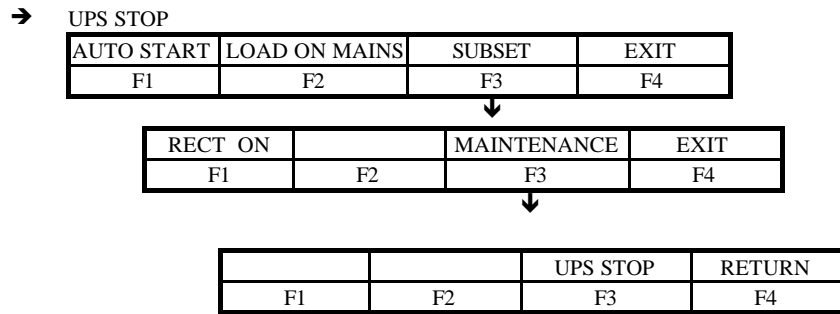 ➔ UPS STOP
AUTO START LOAD ON MAINS SUBSET EXIT
F1 F2 F3 F4
RECT ON MAINTENANCE EXIT
F1 F2 F3 F4
UPS STOP RETURN
F1 F2 F3 F4